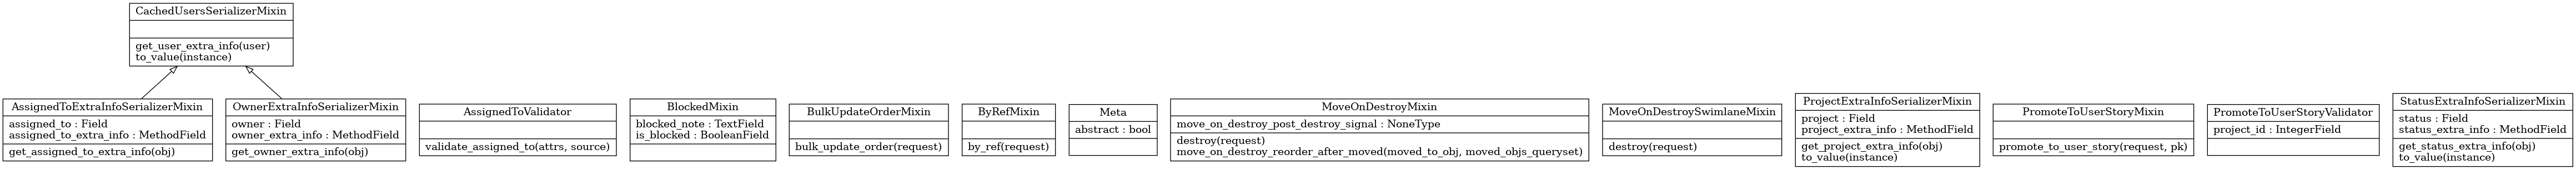 CachedUsersSerializerMixin
get_user_extra_info(user)
to_value(instance)
AssignedToExtraInfoSerializerMixin
assigned_to : Field
assigned_to_extra_info : MethodField
get_assigned_to_extra_info(obj)
OwnerExtraInfoSerializerMixin
owner : Field
owner_extra_info : MethodField
get_owner_extra_info(obj)
AssignedToValidator
validate_assigned_to(attrs, source)
BlockedMixin
blocked_note : TextField
is_blocked : BooleanField
BulkUpdateOrderMixin
bulk_update_order(request)
ByRefMixin
by_ref(request)
Meta
abstract : bool
MoveOnDestroyMixin
move_on_destroy_post_destroy_signal : NoneType
destroy(request)
move_on_destroy_reorder_after_moved(moved_to_obj, moved_objs_queryset)
MoveOnDestroySwimlaneMixin
destroy(request)
ProjectExtraInfoSerializerMixin
project : Field
project_extra_info : MethodField
get_project_extra_info(obj)
to_value(instance)
PromoteToUserStoryMixin
promote_to_user_story(request, pk)
PromoteToUserStoryValidator
project_id : IntegerField
StatusExtraInfoSerializerMixin
status : Field
status_extra_info : MethodField
get_status_extra_info(obj)
to_value(instance)